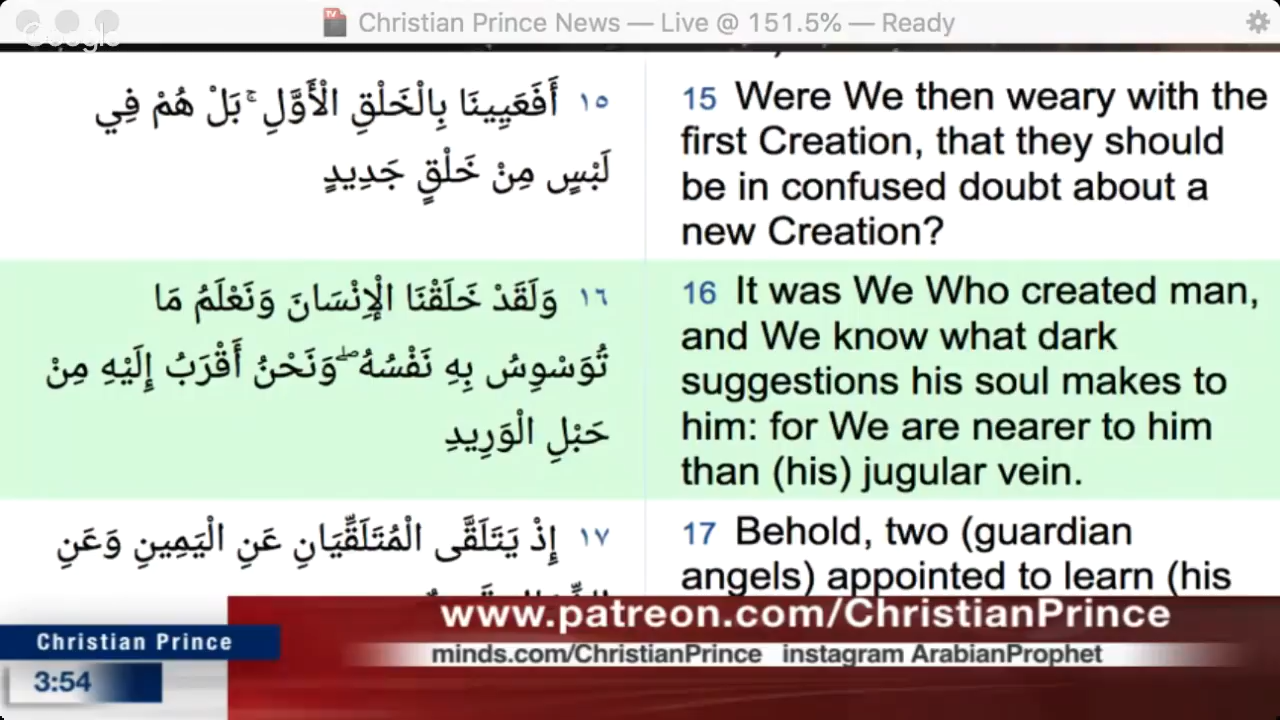 Christian Prince News — Live @ 151.5% — Ready
Google
١٥ أَفَعَيِينَا بِالْخَلْقِ الْأَوَّلِ ۚ بَلْ هُمْ فِي
لَبْسٍ مِنْ خَلْقٍ جَدِيدٍ
15 Were We then weary with the
first Creation, that they should
be in confused doubt about a
new Creation?
١٦ وَلَقَدْ خَلَقْنَا الْإِنْسَانَ وَنَعْلَمُ مَا
تُوَسْوِسُ بِهِ نَفْسُهُ ۖ وَنَحْنُ أَقْرَبُ إِلَيْهِ مِنْ
حَبْلِ الْوَرِيدِ
16 It was We Who created man,
and We know what dark
suggestions his soul makes to
him: for We are nearer to him
than (his) jugular vein.
١٧ إِذْ يَتَلَقَّى الْمُتَلَقِّيَانِ عَنِ الْيَمِينِ وَعَنِ
17 Behold, two (guardian
angels) appointed to learn (his
www.patreon.com/ChristianPrince
Christian Prince
minds.com/ChristianPrince instagram ArabianProphet
3:54